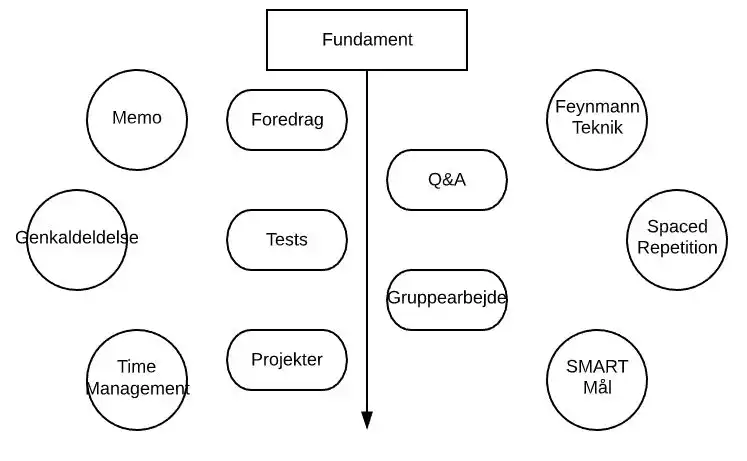 Fundament
Memo
Foredrag
Feynmann
Teknik
Q&A
Genkaldeldelse
Tests
Spaced
Repetition
Gruppearbejde
Time
Management
Projekter
SMART
Mål